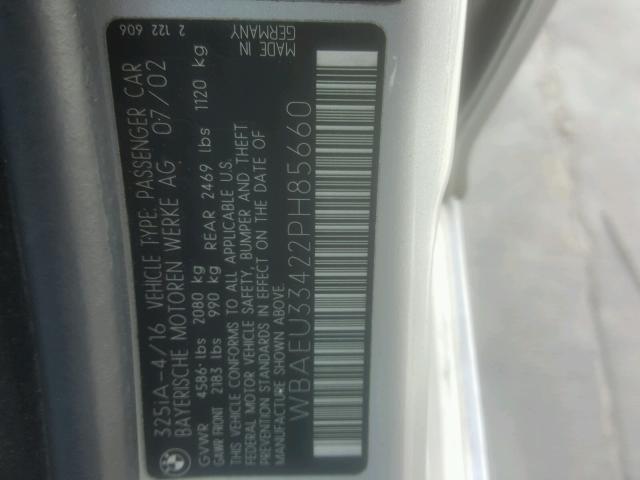 325IA-4/16 VEHICLE TYPE: PASSENGER CAR
BAYERISCHE MOTOREN WERKE AG 07/02
GVWR 4586 lbs 2080 kg
GAWR FRONT 2183 lbs 990 kg REAR 2469 lbs 1120 kg
THIS VEHICLE CONFORMS TO ALL APPLICABLE U.S.
FEDERAL MOTOR VEHICLE SAFETY, BUMPER AND THEFT
PREVENTION STANDARDS IN EFFECT ON THE DATE OF
MANUFACTURE SHOWN ABOVE.
WBAEU33422PH85660
2 122 606
MADE IN
GERMANY
BMW